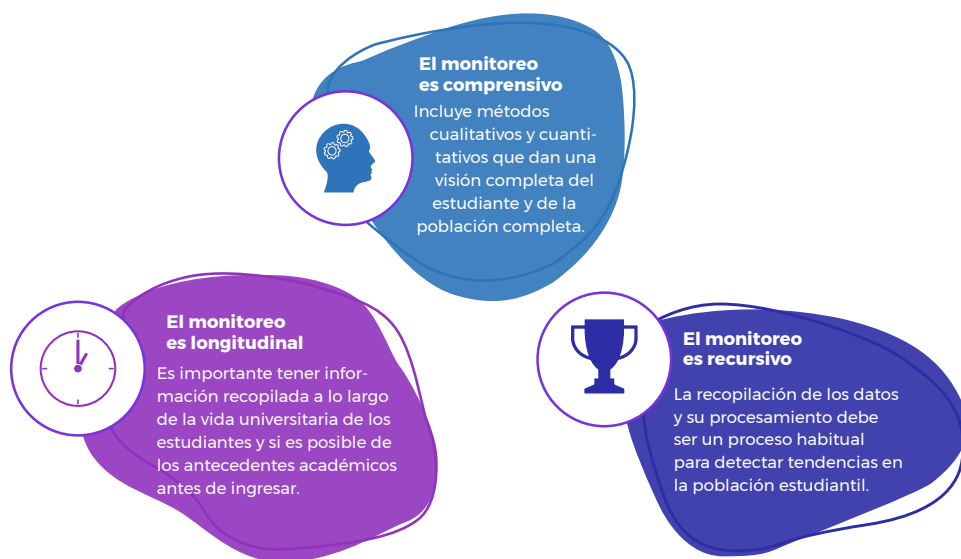 El monitoreo
es comprensivo
Incluye métodos
cualitativos y cuanti-
tativos que dan una
visión completa del
estudiante y de la
población completa.
El monitoreo
es longitudinal
Es importante tener infor-
mación recopilada a lo largo
de la vida universitaria de los
estudiantes y si es posible de
los antecedentes académicos
antes de ingresar.
El monitoreo
es recursivo
La recopilación de los datos
y su procesamiento debe
ser un proceso habitual
para detectar tendencias en
la población estudiantil.